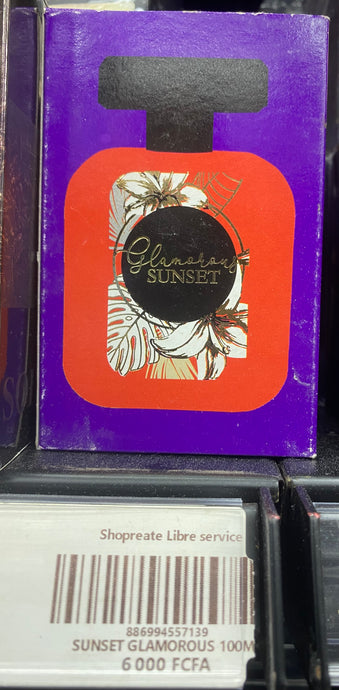 Glamorous
SUNSET
Shopreate Libre service
886994557139
SUNSET GLAMOROUS 100M
6 000 FCFA